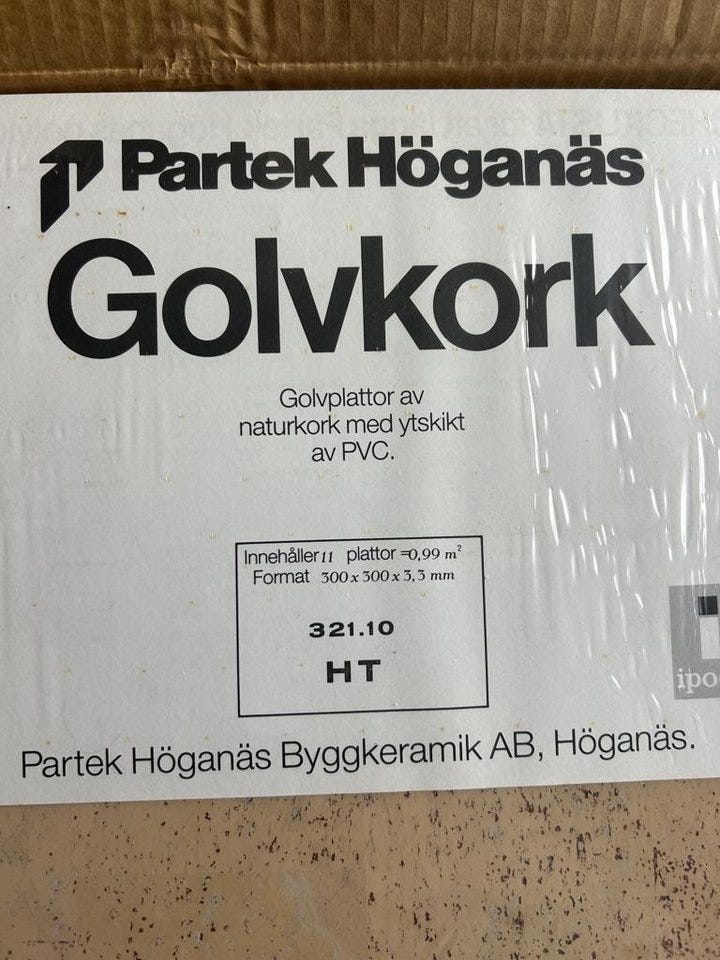 Partek Höganäs
Golvkork
Golvplattor av
naturkork med ytskikt
av PVC.
Innehåller 11 plattor =0,99 m²
Format 300 x 300 x 3,3 mm
321.10
HT
Partek Höganäs Byggkeramik AB, Höganäs.